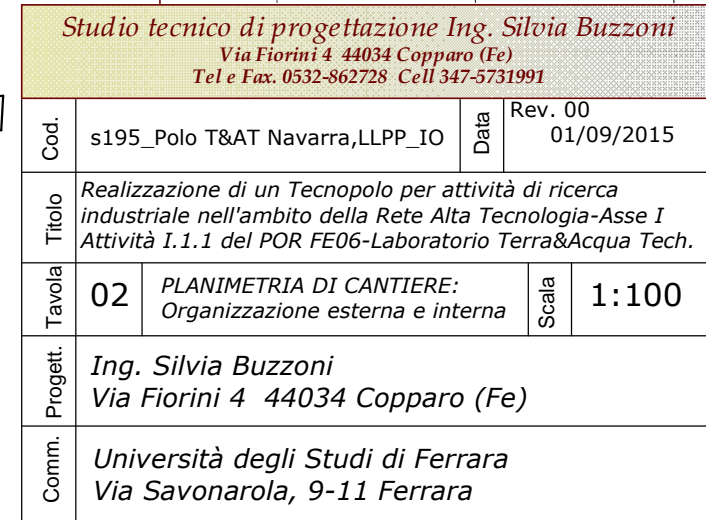 Studio tecnico di progettazione Ing. Silvia Buzzoni
Via Fiorini 4 44034 Copparo (Fe)
Tel e Fax. 0532-862728 Cell 347-5731991
Cod.
s195_Polo T&AT Navarra,LLPP_IO
Data
Rev. 00
01/09/2015
Titolo
Realizzazione di un Tecnopolo per attività di ricerca
industriale nell'ambito della Rete Alta Tecnologia-Asse I
Attività I.1.1 del POR FE06-Laboratorio Terra&Acqua Tech.
Tavola
02
PLANIMETRIA DI CANTIERE:
Organizzazione esterna e interna
Scala
1:100
Progett.
Ing. Silvia Buzzoni
Via Fiorini 4 44034 Copparo (Fe)
Comm.
Università degli Studi di Ferrara
Via Savonarola, 9-11 Ferrara